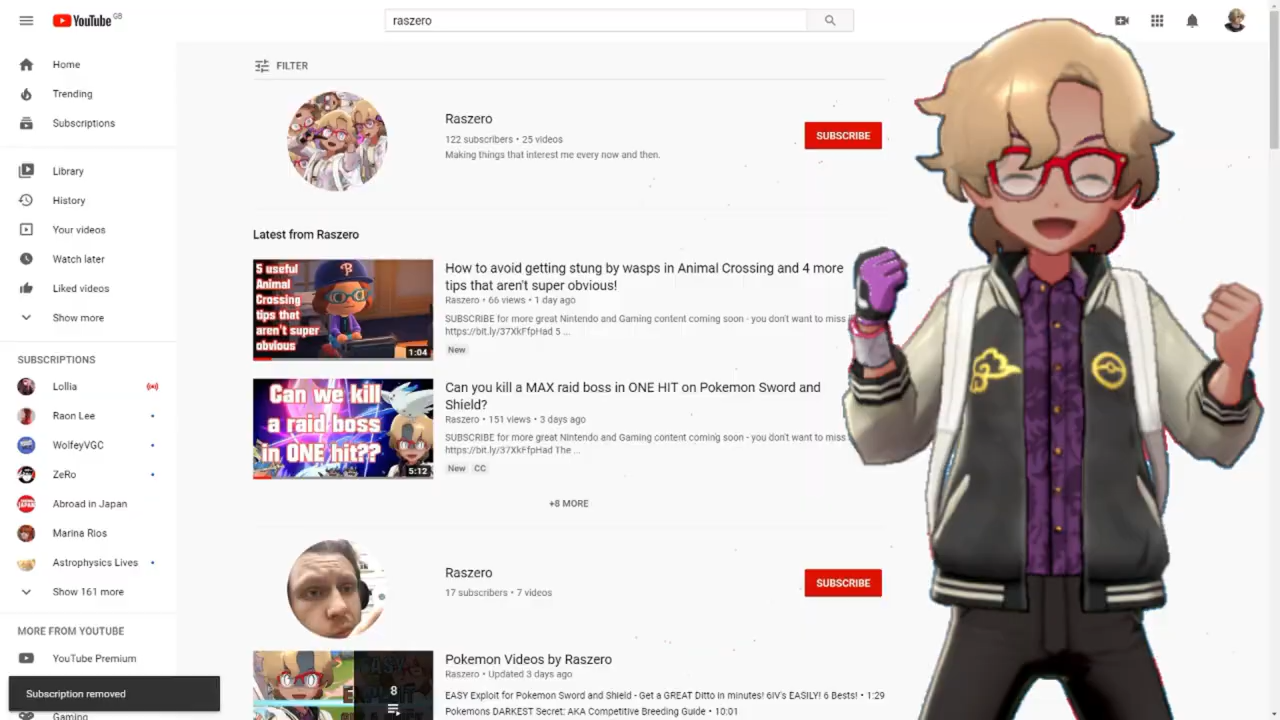 YouTube GB
raszero
Home
Trending
Subscriptions
Library
History
Your videos
Watch later
Liked videos
Show more
SUBSCRIPTIONS
Lollia
Raon Lee
WolfeyVGC
ZeRo
Abroad in Japan
Marina Rios
Astrophysics Lives
Show 161 more
MORE FROM YOUTUBE
YouTube Premium
Gaming
Subscription removed
FILTER
Raszero
122 subscribers • 25 videos
Making things that interest me every now and then.
SUBSCRIBE
Latest from Raszero
5 useful
Animal
Crossing
tips that
aren't super
obvious
1:04
How to avoid getting stung by wasps in Animal Crossing and 4 more
tips that aren't super obvious!
Raszero • 66 views • 1 day ago
SUBSCRIBE for more great Nintendo and Gaming content coming soon - you don't want to miss
https://bit.ly/37XkFfpHad 5 ...
New
Can we kill
a raid boss
in ONE hit??
5:12
Can you kill a MAX raid boss in ONE HIT on Pokemon Sword and
Shield?
Raszero • 151 views • 3 days ago
SUBSCRIBE for more great Nintendo and Gaming content coming soon - you don't want to miss
https://bit.ly/37XkFfpHad The ...
New CC
+8 MORE
Raszero
17 subscribers • 7 videos
SUBSCRIBE
8
Pokemon Videos by Raszero
Raszero • Updated 3 days ago
EASY Exploit for Pokemon Sword and Shield - Get a GREAT Ditto in minutes! 6IV's EASILY! 6 Bests! • 1:29
Pokemons DARKEST Secret: AKA Competitive Breeding Guide • 10:01